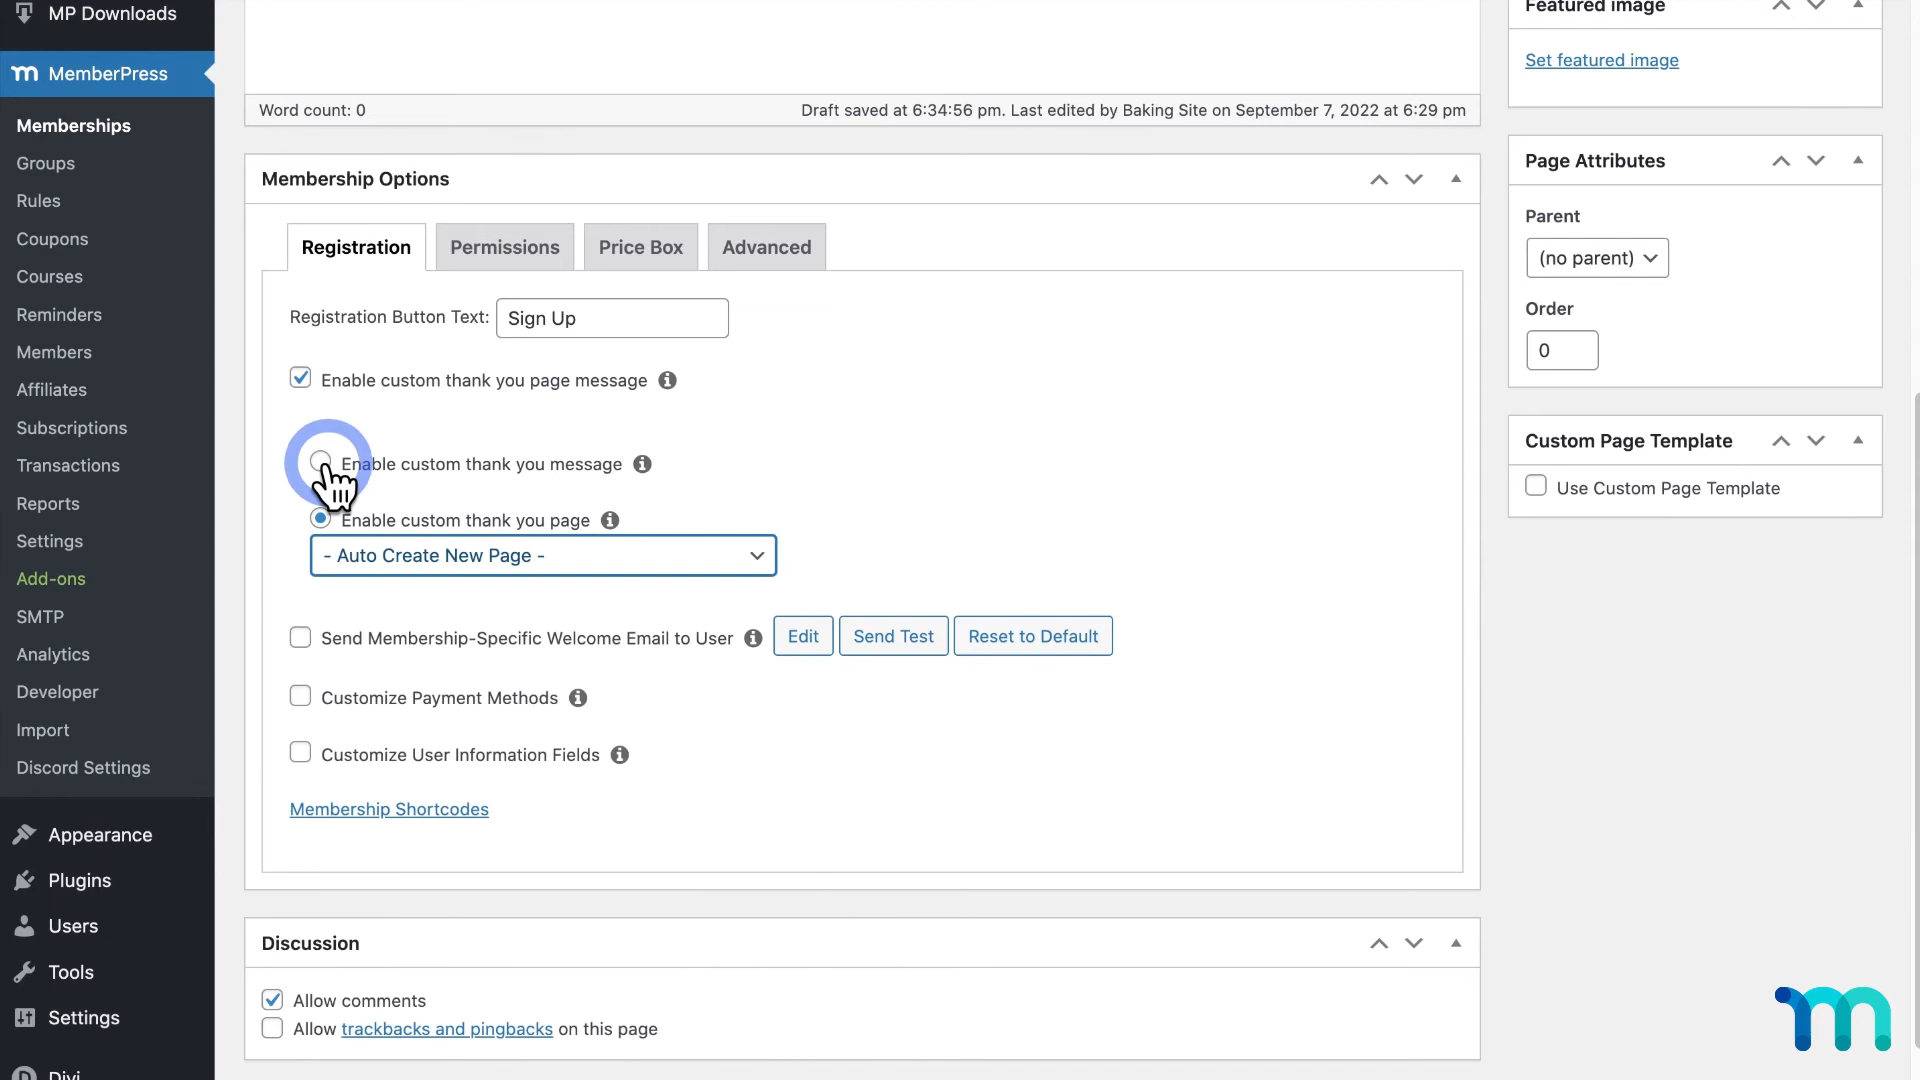 MP Downloads
MemberPress
Memberships
Groups
Rules
Coupons
Courses
Reminders
Members
Affiliates
Subscriptions
Transactions
Reports
Settings
Add-ons
SMTP
Analytics
Developer
Import
Discord Settings
Appearance
Plugins
Users
Tools
Settings
Divi
Word count: 0
Draft saved at 6:34:56 pm. Last edited by Baking Site on September 7, 2022 at 6:29 pm
Membership Options
Registration Permissions Price Box Advanced
Registration Button Text: Sign Up
Enable custom thank you page message
Enable custom thank you message
Enable custom thank you page
- Auto Create New Page -
Send Membership-Specific Welcome Email to User Edit Send Test Reset to Default
Customize Payment Methods
Customize User Information Fields
Membership Shortcodes
Discussion
Allow comments
Allow trackbacks and pingbacks on this page
Featured image
Set featured image
Page Attributes
Parent
(no parent)
Order
0
Custom Page Template
Use Custom Page Template